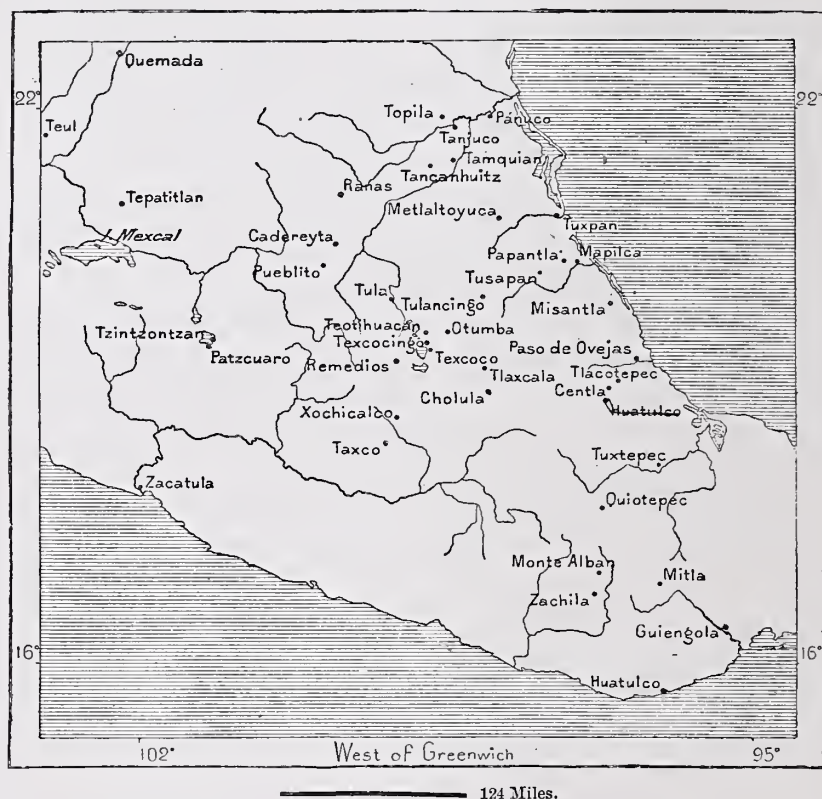 Quemada
22°
22°
Topila
Pánuco
Teul
Tanjuco
Tamquian
Tancanhuitz
Ranas
Tepatitlan
Metlaltoyuca
Tuxpan
L. Mexcal
Cadereyta
Papantla
Mapilca
Pueblito
Tusapan
Tula
Tulancingo
Misantla
Teotihuacán
Otumba
Tzintzontzan
Texcocingo
Patzcuaro
Texcoco
Paso de Ovejas
Remedios
Tlaxcala
Tlacotepec
Cholula
Centla
Xochicalco
Huatulco
Taxco
Tuxtepec
Zacatula
Quiotepec
Monte Alban
Mitla
Zachila
Guiengola
16°
16°
Huatulco
102°
West of Greenwich
95°
124 Miles.